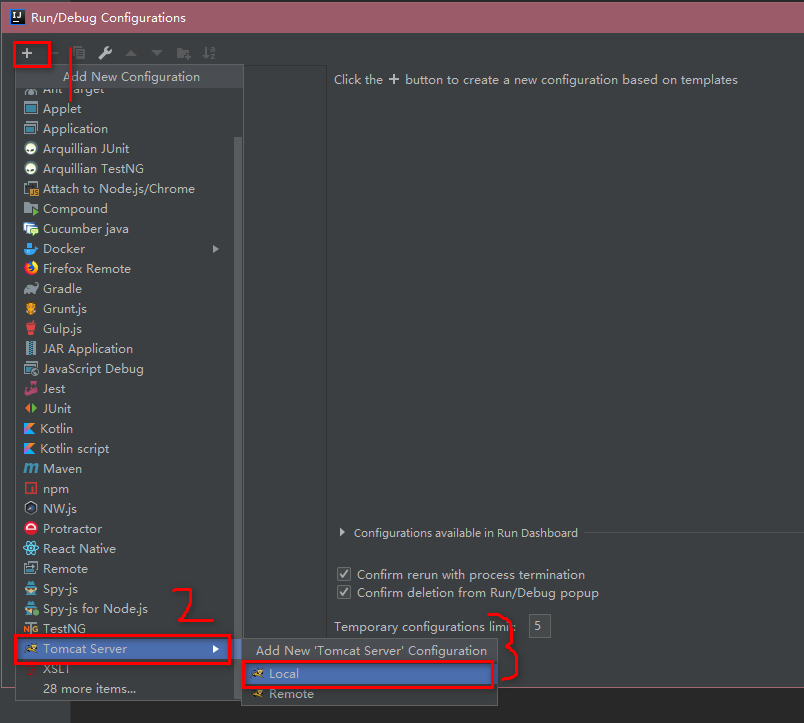 IJ
Run/Debug Configurations
Add New Configuration
Click the + button to create a new configuration based on templates
Ant Target
Applet
Application
Arquillian JUnit
Arquillian TestNG
Attach to Node.js/Chrome
Compound
Cucumber java
Docker
Firefox Remote
Gradle
Grunt.js
Gulp.js
JAR Application
JavaScript Debug
Jest
JUnit
Kotlin
Kotlin script
Maven
npm
NW.js
Protractor
Configurations available in Run Dashboard
React Native
Remote
Confirm rerun with process termination
Spy-js
Confirm deletion from Run/Debug popup
Spy-js for Node.js
2
TestNG
Temporary configurations limit: 5
Tomcat Server
Add New 'Tomcat Server' Configuration
XSLT
Local
28 more items...
Remote